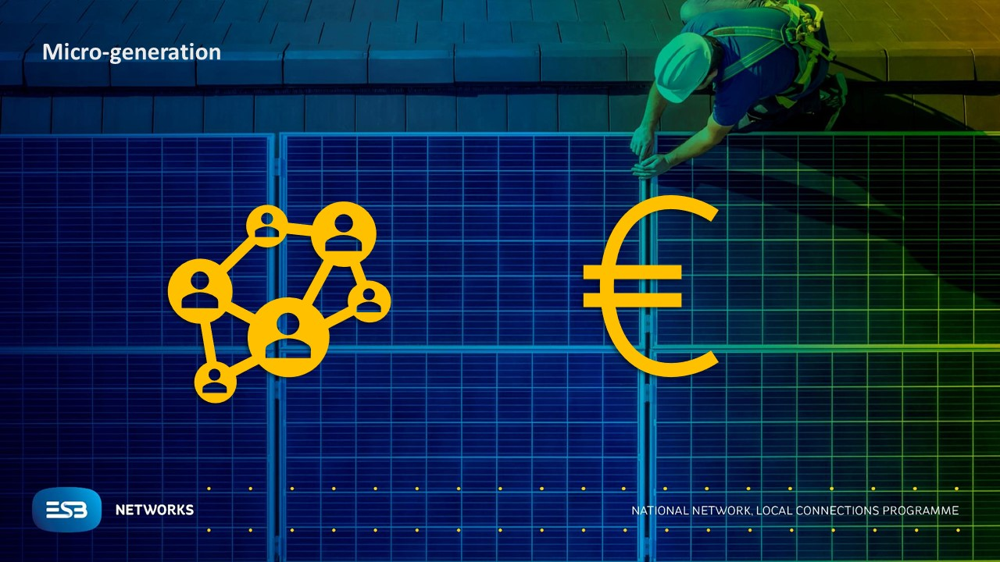 Micro-generation
€
ESB NETWORKS
NATIONAL NETWORK, LOCAL CONNECTIONS PROGRAMME